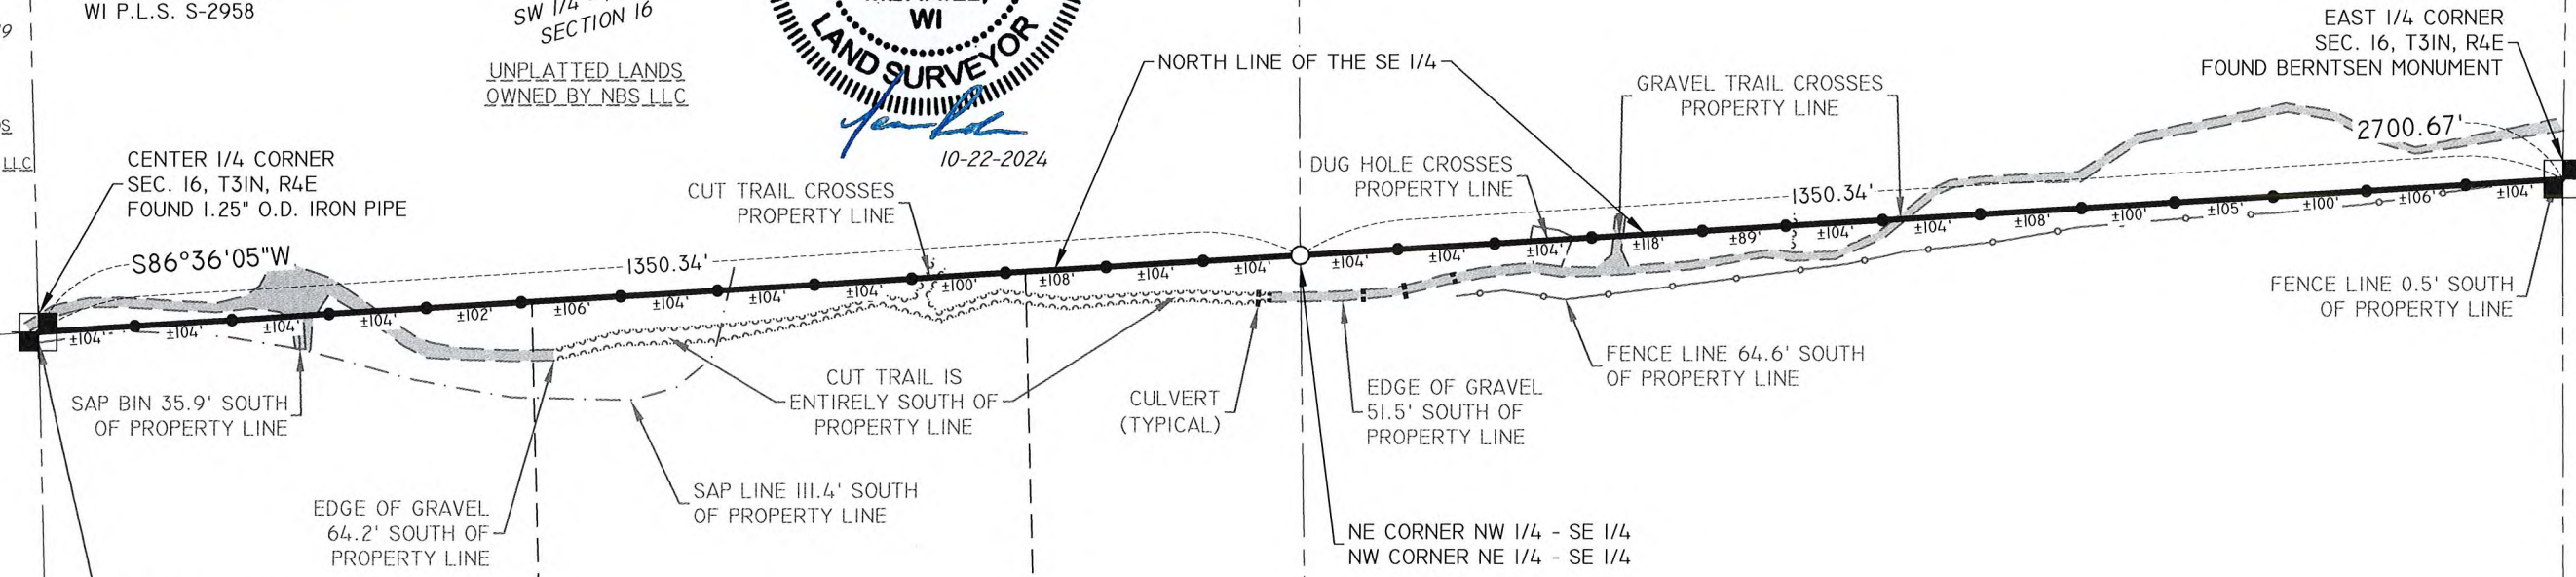 WI P.L.S. S-2958
SW 1/4
SECTION 16
UNPLATTED LANDS
OWNED BY NBS LLC
LLC
WI
LAND SURVEYOR
10-22-2024
NORTH LINE OF THE SE 1/4
EAST 1/4 CORNER
SEC. 16, T31N, R4E
FOUND BERNTSEN MONUMENT
GRAVEL TRAIL CROSSES
PROPERTY LINE
CENTER 1/4 CORNER
SEC. 16, T31N, R4E
FOUND 1.25" O.D. IRON PIPE
CUT TRAIL CROSSES
PROPERTY LINE
DUG HOLE CROSSES
PROPERTY LINE
2700.67'
S86°36'05"W
1350.34'
1350.34'
±104'
±104'
±104'
±104'
±102'
±106'
±104'
±104'
±104'
±100'
±108'
±104'
±104'
±104'
±104'
±104'
±118'
±89'
±104'
±104'
±108'
±100'
±105'
±100'
±106'
±104'
SAP BIN 35.9' SOUTH
OF PROPERTY LINE
EDGE OF GRAVEL
64.2' SOUTH OF
PROPERTY LINE
SAP LINE 111.4' SOUTH
OF PROPERTY LINE
CUT TRAIL IS
ENTIRELY SOUTH OF
PROPERTY LINE
CULVERT
(TYPICAL)
EDGE OF GRAVEL
51.5' SOUTH OF
PROPERTY LINE
FENCE LINE 64.6' SOUTH
OF PROPERTY LINE
FENCE LINE 0.5' SOUTH
OF PROPERTY LINE
NE CORNER NW 1/4 - SE 1/4
NW CORNER NE 1/4 - SE 1/4